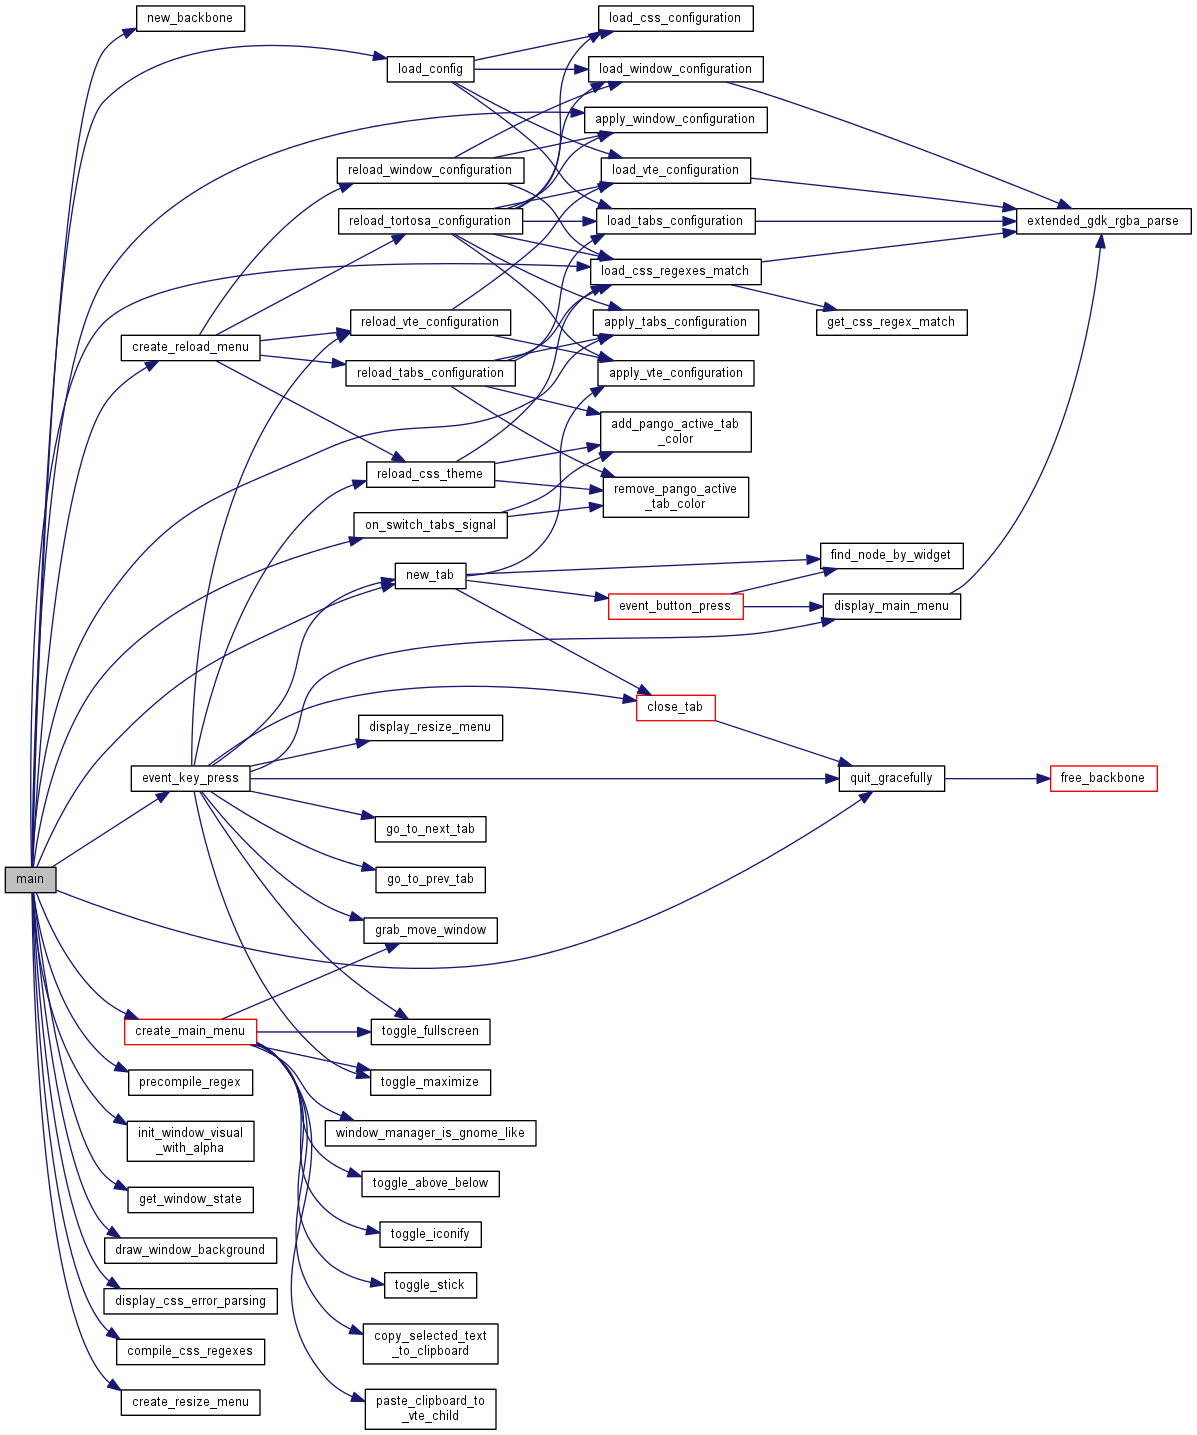 new_backbone
load_css_configuration
load_config
load_window_configuration
apply_window_configuration
reload_window_configuration
load_vte_configuration
reload_tortosa_configuration
load_tabs_configuration
extended_gdk_rgba_parse
load_css_regexes_match
reload_vte_configuration
apply_tabs_configuration
get_css_regex_match
create_reload_menu
reload_tabs_configuration
apply_vte_configuration
add_pango_active_tab
_color
reload_css_theme
remove_pango_active
_tab_color
on_switch_tabs_signal
find_node_by_widget
new_tab
event_button_press
display_main_menu
close_tab
display_resize_menu
event_key_press
quit_gracefully
free_backbone
go_to_next_tab
main
go_to_prev_tab
grab_move_window
create_main_menu
toggle_fullscreen
precompile_regex
toggle_maximize
init_window_visual
_with_alpha
window_manager_is_gnome_like
toggle_above_below
get_window_state
toggle_iconify
draw_window_background
toggle_stick
display_css_error_parsing
copy_selected_text
_to_clipboard
compile_css_regexes
create_resize_menu
paste_clipboard_to
_vte_child